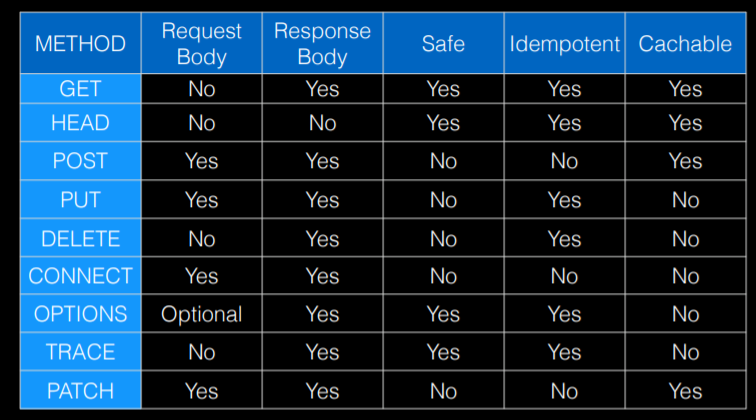 METHOD Request Body Response Body Safe Idempotent Cachable
GET No Yes Yes Yes Yes
HEAD No No Yes Yes Yes
POST Yes Yes No No Yes
PUT Yes Yes No Yes No
DELETE No Yes No Yes No
CONNECT Yes Yes No No No
OPTIONS Optional Yes Yes Yes No
TRACE No Yes Yes Yes No
PATCH Yes Yes No No Yes